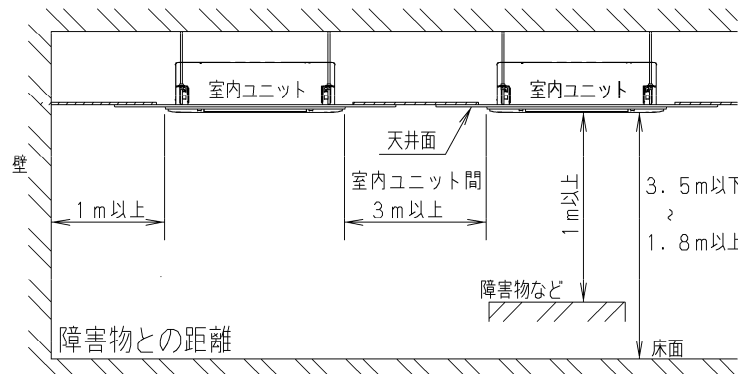 室内ユニット
室内ユニット
天井面
壁
室内ユニット間
1m以上
3m以上
1m以上
3.5m以下
~
1.8m以上
障害物など
障害物との距離
床面